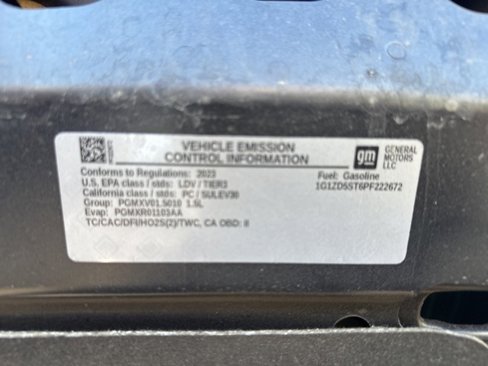 VEHICLE EMISSION
CONTROL INFORMATION
gm
GENERAL
MOTORS
LLC
Conforms to Regulations: 2023
U.S. EPA class / stds: LDV / TIER3
California class / stds: PC / SULEV30
Group: PGMXV01.5010 1.5L
Evap: PGMXR01103AA
TC/CAC/DFI/HO2S(2)/TWC, CA OBD: II
Fuel: Gasoline
1G1ZD5ST6PF222672